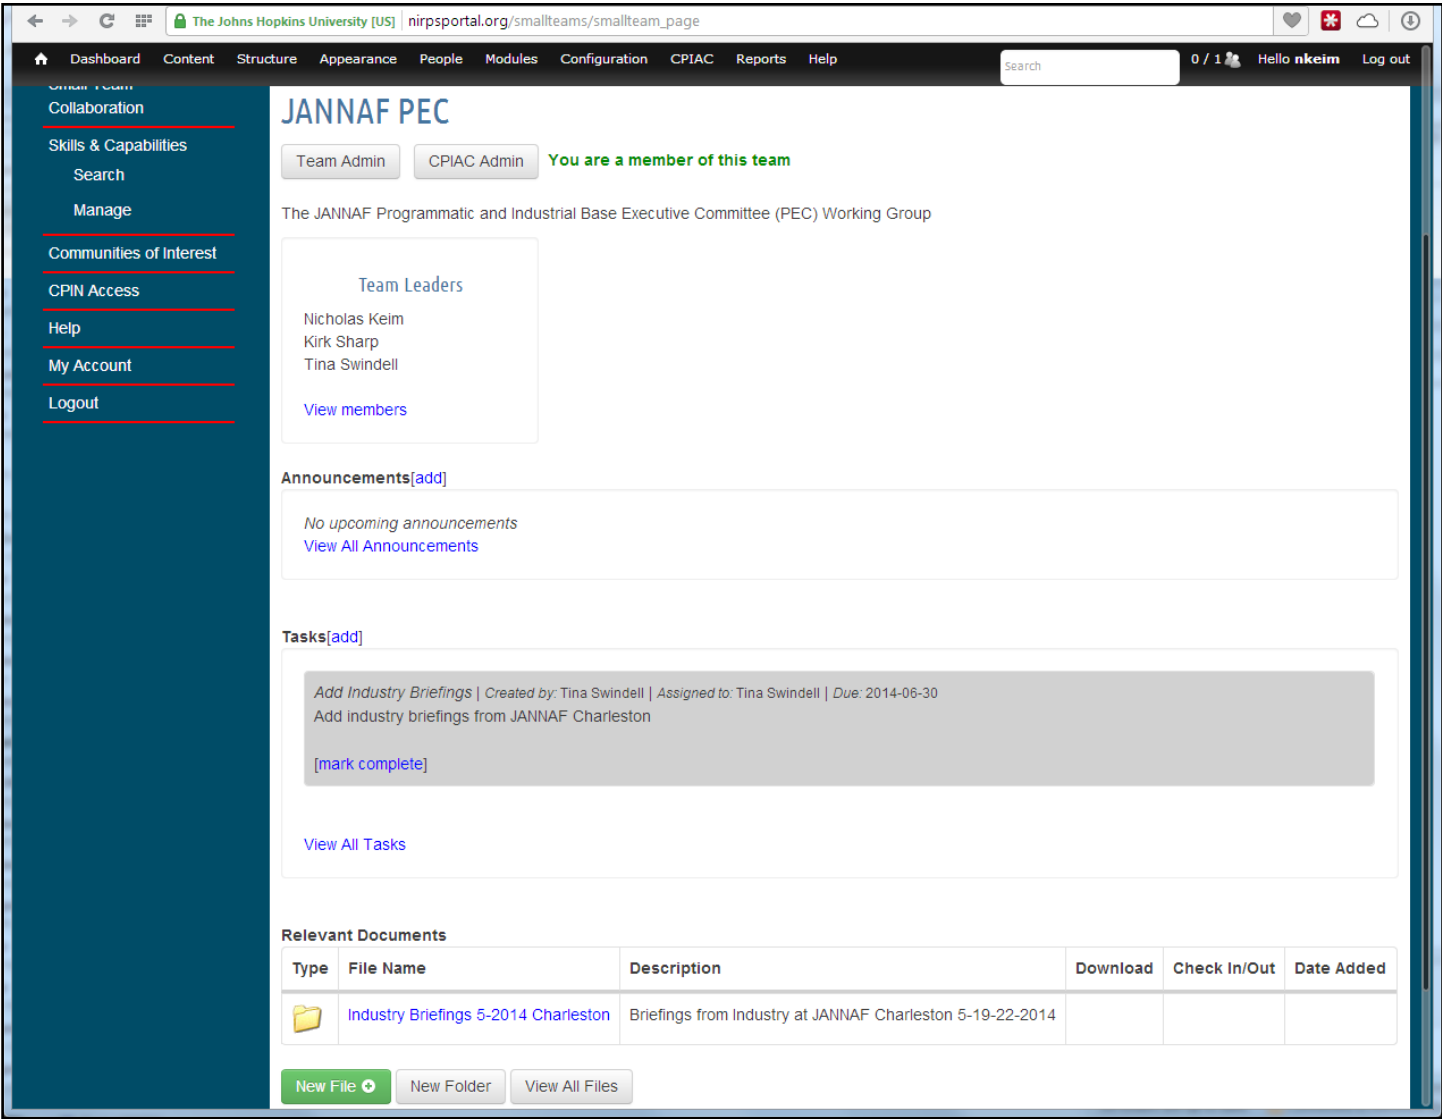 The Johns Hopkins University [US] nirpsportal.org/smallteams/smallteam_page
Dashboard Content Structure Appearance People Modules Configuration CPIAC Reports Help Search 0 / 1 Hello nkeim Log out
Small Team
Collaboration
Skills & Capabilities
Search
Manage
Communities of Interest
CPIN Access
Help
My Account
Logout
JANNAF PEC
Team Admin CPIAC Admin You are a member of this team
The JANNAF Programmatic and Industrial Base Executive Committee (PEC) Working Group
Team Leaders
Nicholas Keim
Kirk Sharp
Tina Swindell
View members
Announcements[add]
No upcoming announcements
View All Announcements
Tasks[add]
Add Industry Briefings | Created by: Tina Swindell | Assigned to: Tina Swindell | Due: 2014-06-30
Add industry briefings from JANNAF Charleston
[mark complete]
View All Tasks
Relevant Documents
Type File Name Description Download Check In/Out Date Added
Industry Briefings 5-2014 Charleston Briefings from Industry at JANNAF Charleston 5-19-22-2014
New File New Folder View All Files